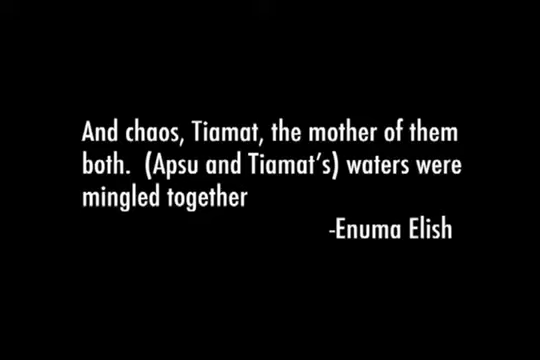 And chaos, Tiamat, the mother of them
both.  (Apsu and Tiamat's) waters were
mingled together
-Enuma Elish